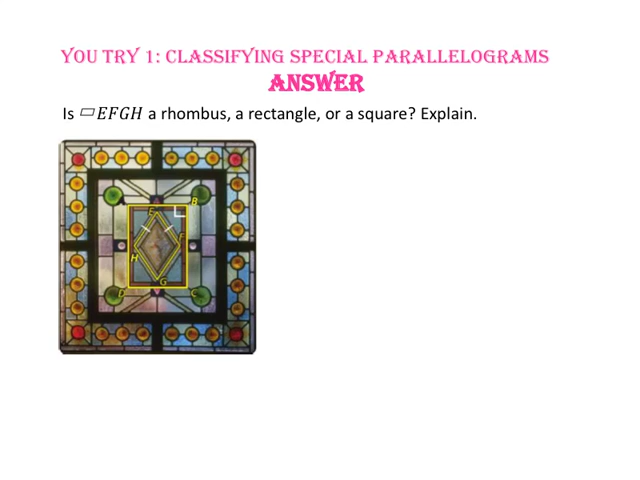 YOU TRY 1: CLASSIFYING SPECIAL PARALLELOGRAMS
ANSWER
Is ▱EFGH a rhombus, a rectangle, or a square? Explain.
A B
E
F
H
G
D C